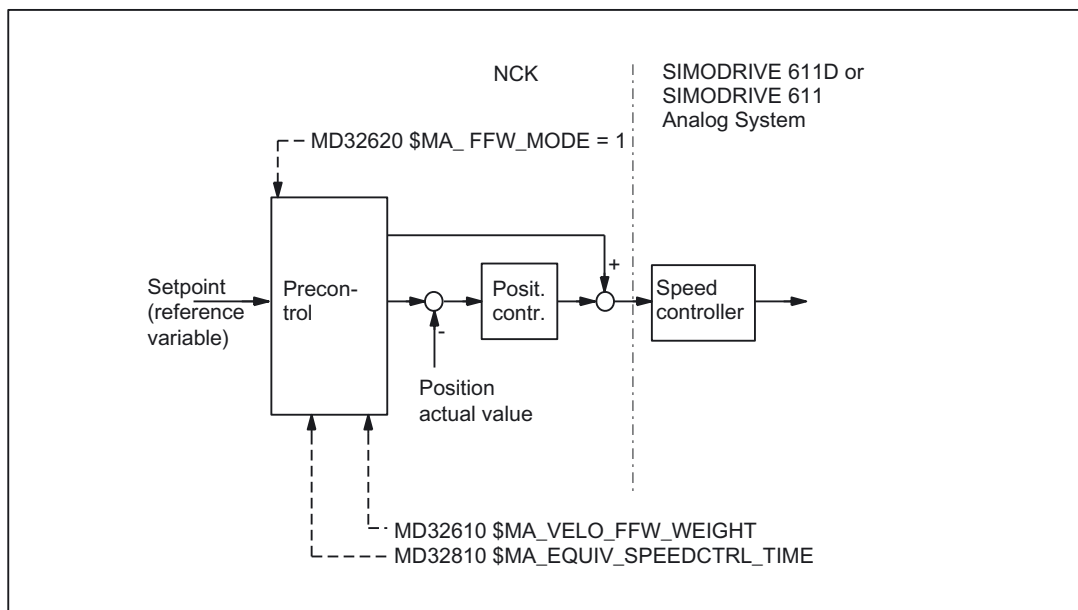 NCK
SIMODRIVE 611D or
SIMODRIVE 611
Analog System
MD32620 $MA_ FFW_MODE = 1
+
Setpoint
(reference
variable)
Precon-
trol
Posit.
contr.
Speed
controller
-
Position
actual value
MD32610 $MA_VELO_FFW_WEIGHT
MD32810 $MA_EQUIV_SPEEDCTRL_TIME